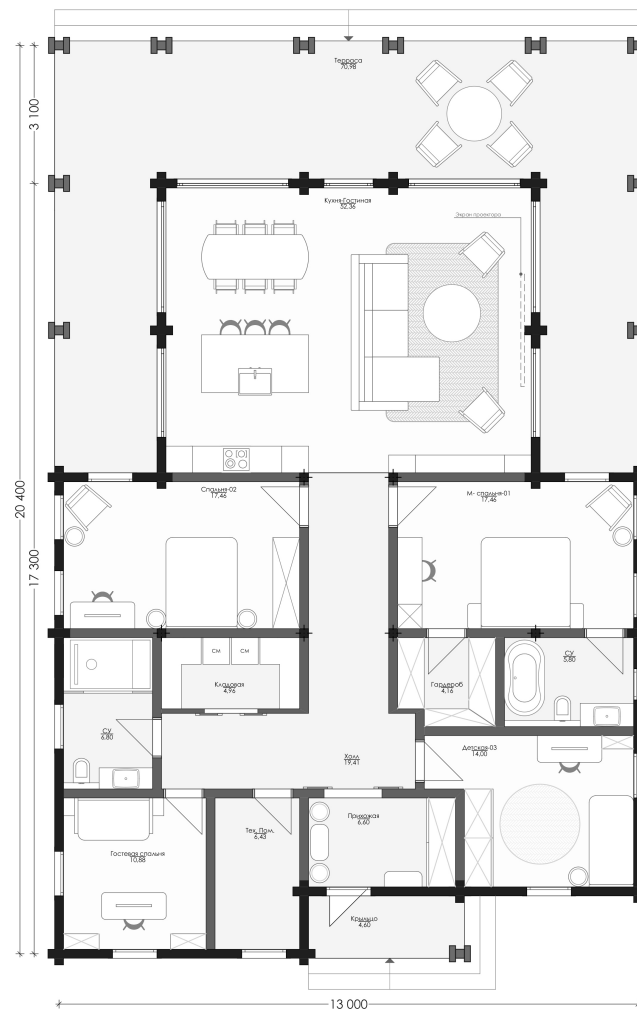 Терраса
70,98
3 100
Кухня-Гостиная
52,36
Экран проектора
20 400
17 300
Спальня-02
17,46
М- спальня-01
17,46
СМ
СМ
Кладовая
4,96
Гардероб
4,16
СУ
5,80
СУ
6,80
Холл
19,41
Детская-03
14,00
Гостевая спальня
10,88
Тех. Пом.
6,43
Прихожая
6,60
Крыльцо
4,60
13 000